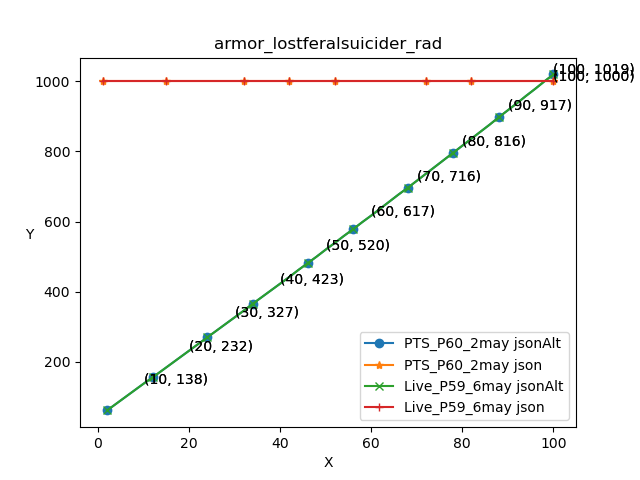 armor_lostferalsuicider_rad
(100, 1019)
(100, 1000)
(90, 917)
(80, 816)
(70, 716)
(60, 617)
(50, 520)
(40, 423)
(30, 327)
(20, 232)
(10, 138)
1000
800
600
400
200
Y
PTS_P60_2may jsonAlt
PTS_P60_2may json
Live_P59_6may jsonAlt
Live_P59_6may json
0 20 40 60 80 100
X